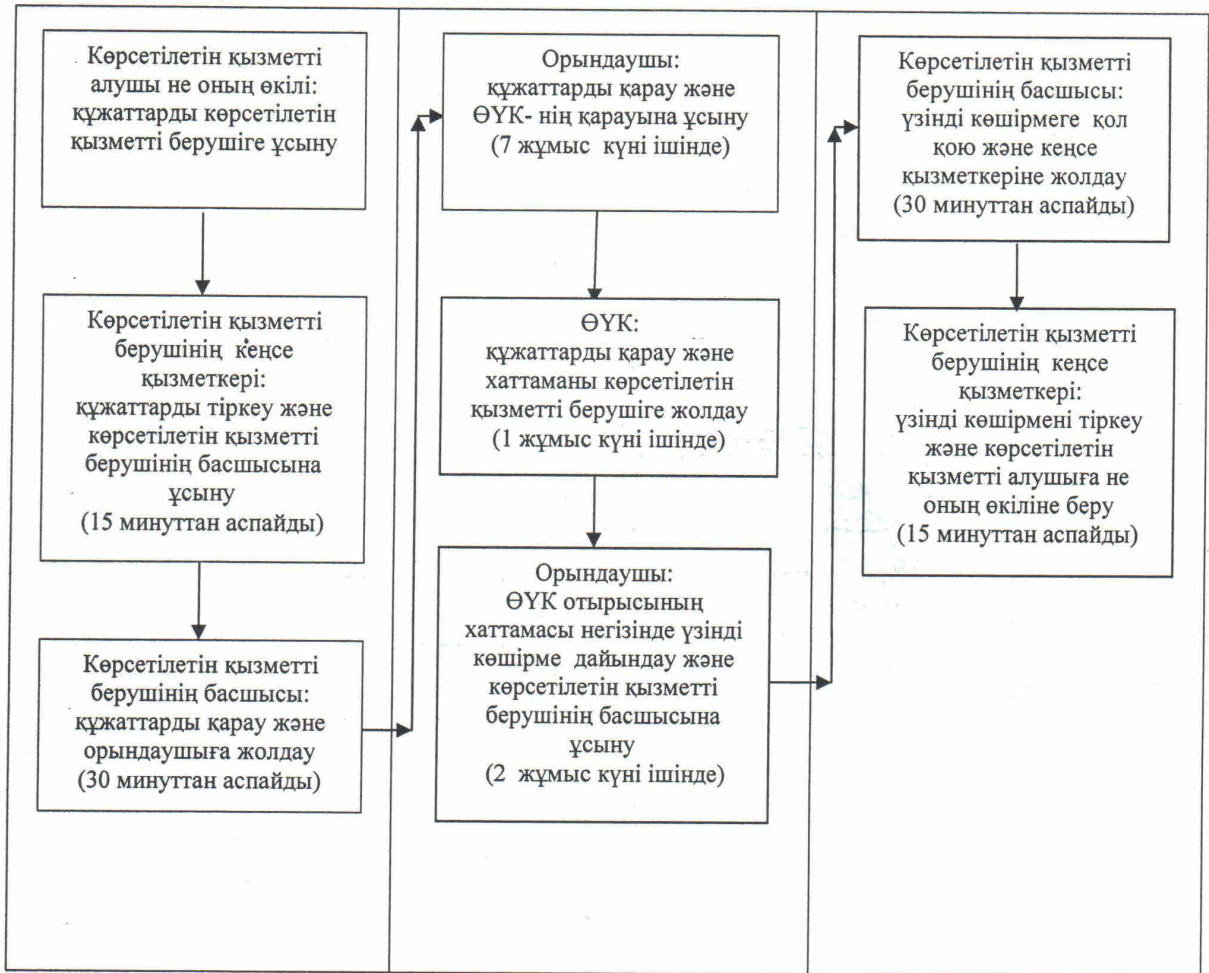 Көрсетілетін қызметті
алушы не оның өкілі:
құжаттарды көрсетілетін
қызметті берушіге ұсыну
Көрсетілетін қызметті
берушінің кеңсе
қызметкері:
құжаттарды тіркеу және
көрсетілетін қызметті
берушінің басшысына
ұсыну
(15 минуттан аспайды)
Көрсетілетін қызметті
берушінің басшысы:
құжаттарды қарау және
орындаушыға жолдау
(30 минуттан аспайды)
Орындаушы:
құжаттарды қарау және
ӨҮК- нің қарауына ұсыну
(7 жұмыс күні ішінде)
ӨҮК:
құжаттарды қарау және
хаттаманы көрсетілетін
қызметті берушіге жолдау
(1 жұмыс күні ішінде)
Орындаушы:
ӨҮК отырысының
хаттамасы негізінде үзінді
көшірме дайындау және
көрсетілетін қызметті
берушінің басшысына
ұсыну
(2 жұмыс күні ішінде)
Көрсетілетін қызметті
берушінің басшысы:
үзінді көшірмеге қол
қою және кеңсе
қызметкеріне жолдау
(30 минуттан аспайды)
Көрсетілетін қызметті
берушінің кеңсе
қызметкері:
үзінді көшірмені тіркеу
және көрсетілетін
қызметті алушыға не
оның өкіліне беру
(15 минуттан аспайды)